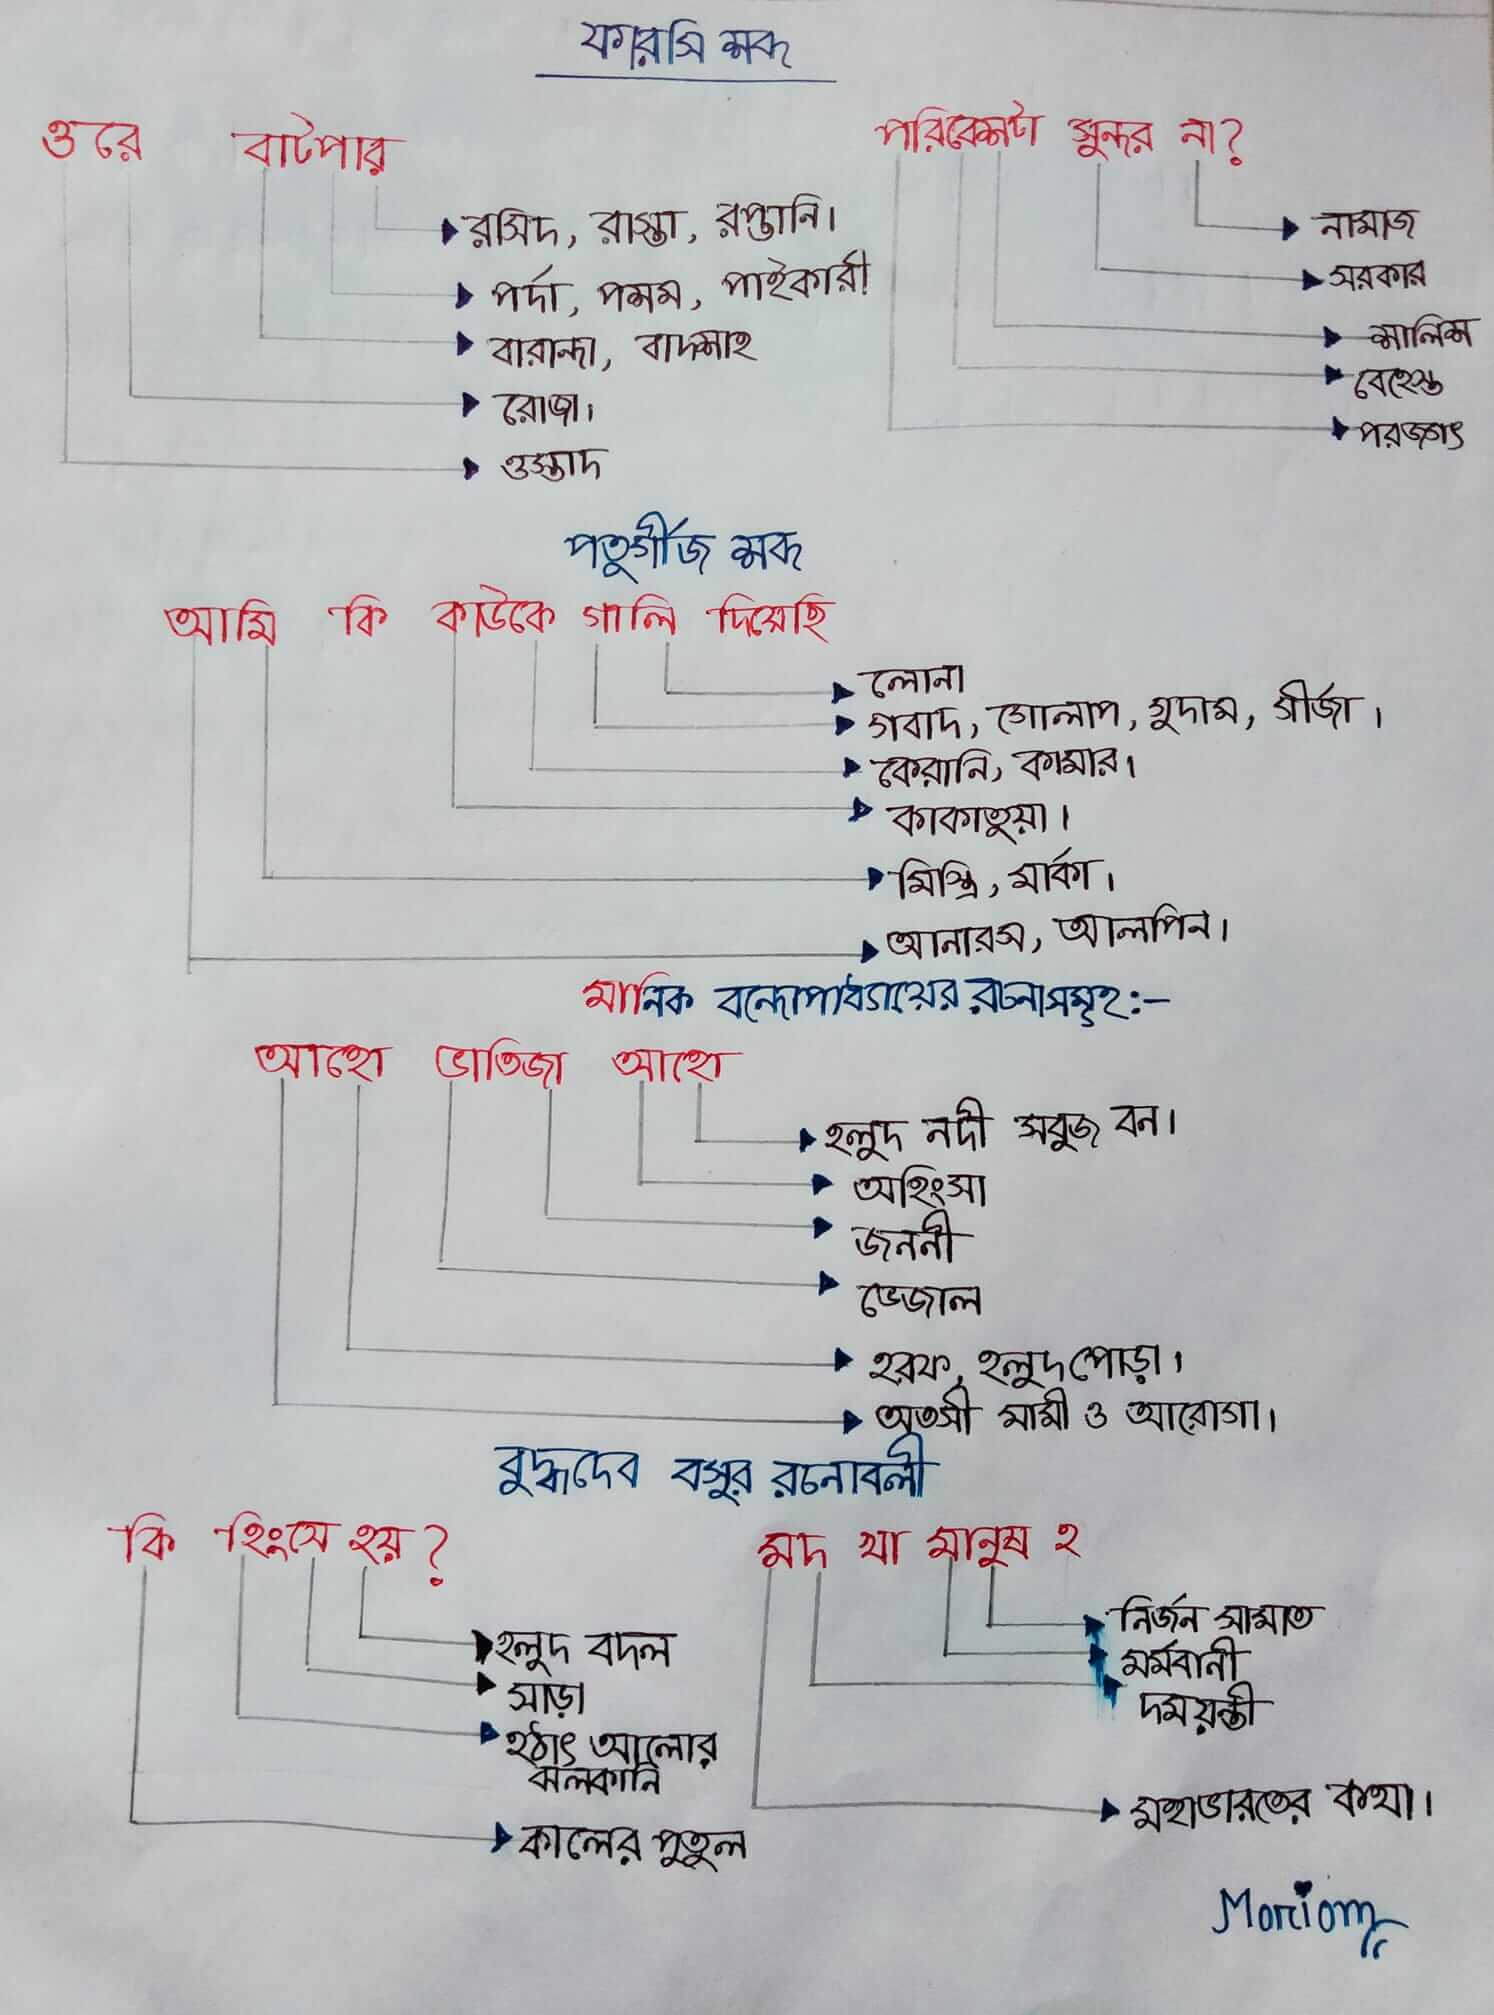 ফারসি শব্দ
ওরে বাটপার
রসিদ, রাস্তা, রপ্তানি।
পর্দা, পশম, পাইকারী
বারান্দা, বাদশাহ
রোজা।
ওস্তাদ
পরিবেশটা সুন্দর না?
নামাজ
সরকার
শালিশ
বেহেস্ত
পরজগৎ
পতুর্গীজ শব্দ
আমি কি কাউকে গালি দিয়েছি
লোনা
গবাদ, গোলাপ, গুদাম, গীর্জা।
কেরানি, কামার।
কাকাতুয়া।
মিস্ত্রি, মার্কা।
আনারস, আলপিন।
মানিক বন্দোপাধ্যায়ের রচনাসমূহ:-
আহো ভাতিজা আহো
হলুদ নদী সবুজ বন।
অহিংসা
জননী
ভেজাল
হরফ, হলুদপোড়া।
অতসী মামী ও আরোগা।
বুদ্ধদেব বসুর রচনাবলী
কি হিংসে হয়?
হলুদ বদল
সাড়া
হঠাৎ আলোর
ঝলকানি
কালের পুতুল
মদ খা মানুষ হ
নির্জন সামাত
মর্মবানী
দময়ন্তী
মহাভারতের কথা।
Moriom